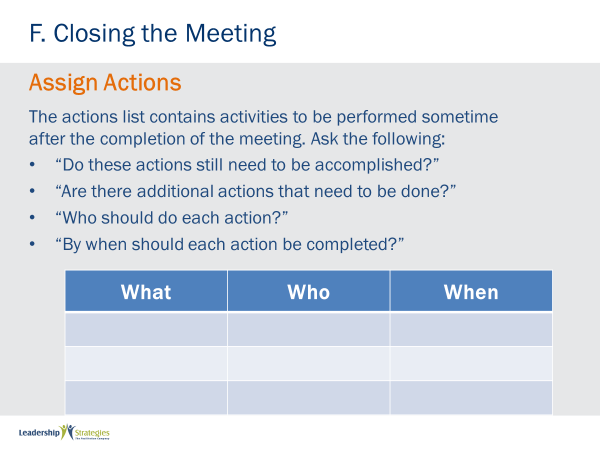 F. Closing the Meeting
Assign Actions
The actions list contains activities to be performed sometime
after the completion of the meeting. Ask the following:
• “Do these actions still need to be accomplished?”
• “Are there additional actions that need to be done?”
• “Who should do each action?”
• “By when should each action be completed?”
What Who When
Leadership Strategies
The Facilitation Company